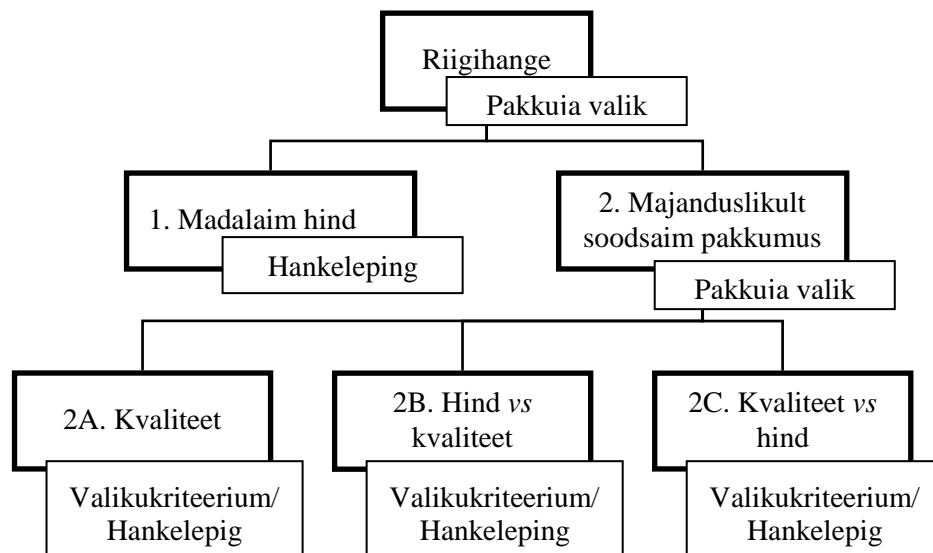 Riigihange
Pakkuia valik
1. Madalaim hind
Hankeleping
2. Majanduslikult
soodsaim pakkumus
Pakkuia valik
2A. Kvaliteet
Valikukriteerium/
Hankelepig
2B. Hind vs
kvaliteet
Valikukriteerium/
Hankeleping
2C. Kvaliteet vs
hind
Valikukriteerium/
Hankelepig